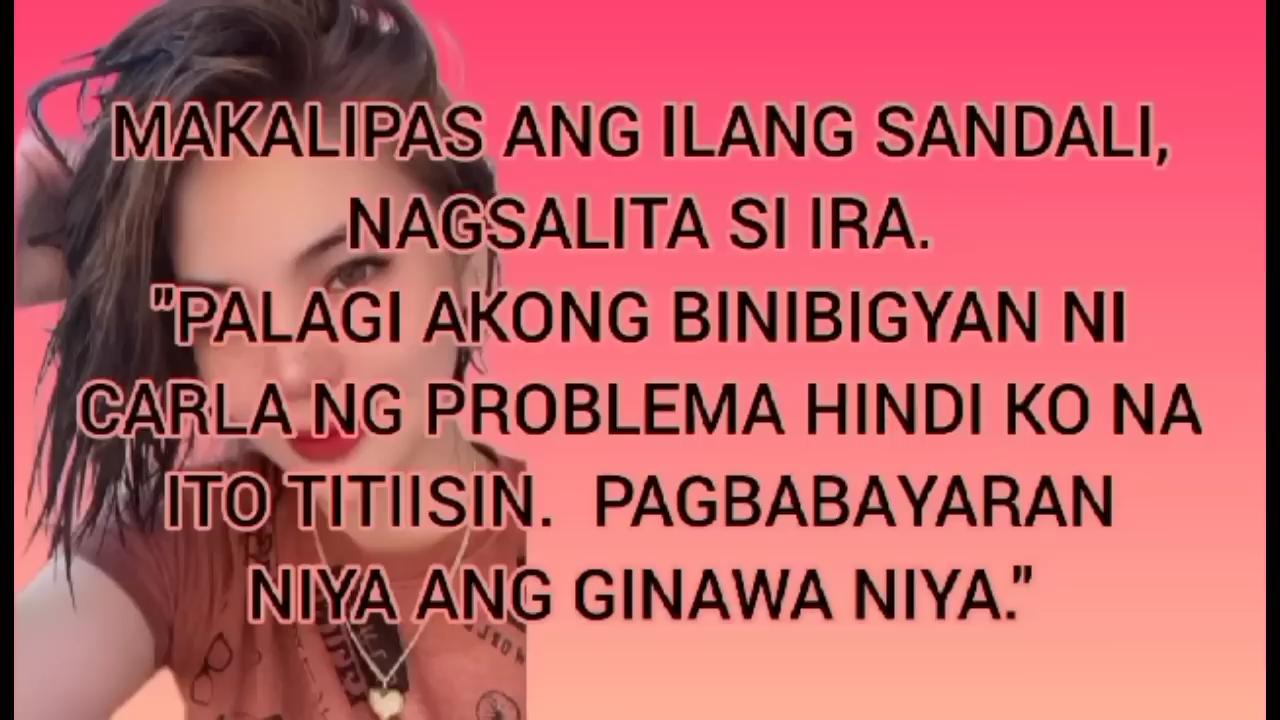 MAKALIPAS ANG ILANG SANDALI,
NAGSALITA SI IRA.
"PALAGI AKONG BINIBIGYAN NI
CARLA NG PROBLEMA HINDI KO NA
ITO TITIISIN.  PAGBABAYARAN
NIYA ANG GINAWA NIYA."